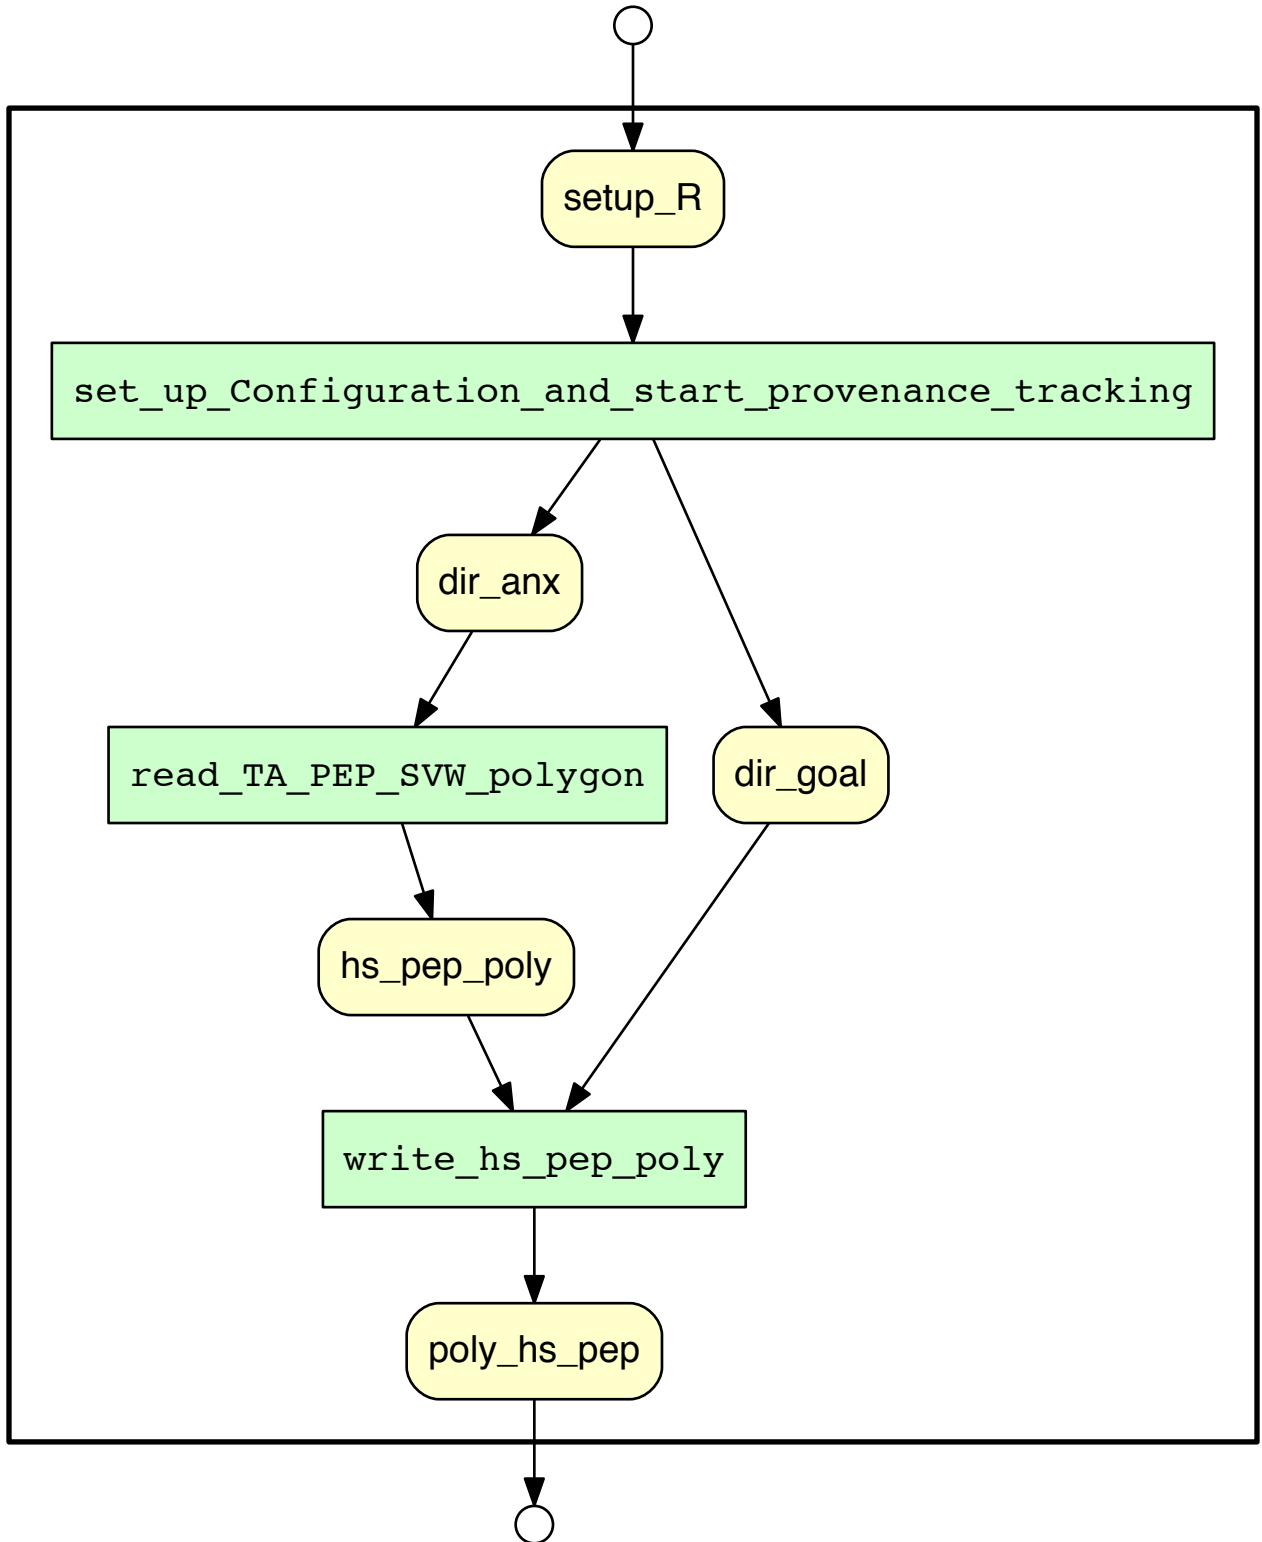 setup_R
set_up_Configuration_and_start_provenance_tracking
dir_anx
read_TA_PEP_SVW_polygon
dir_goal
hs_pep_poly
write_hs_pep_poly
poly_hs_pep